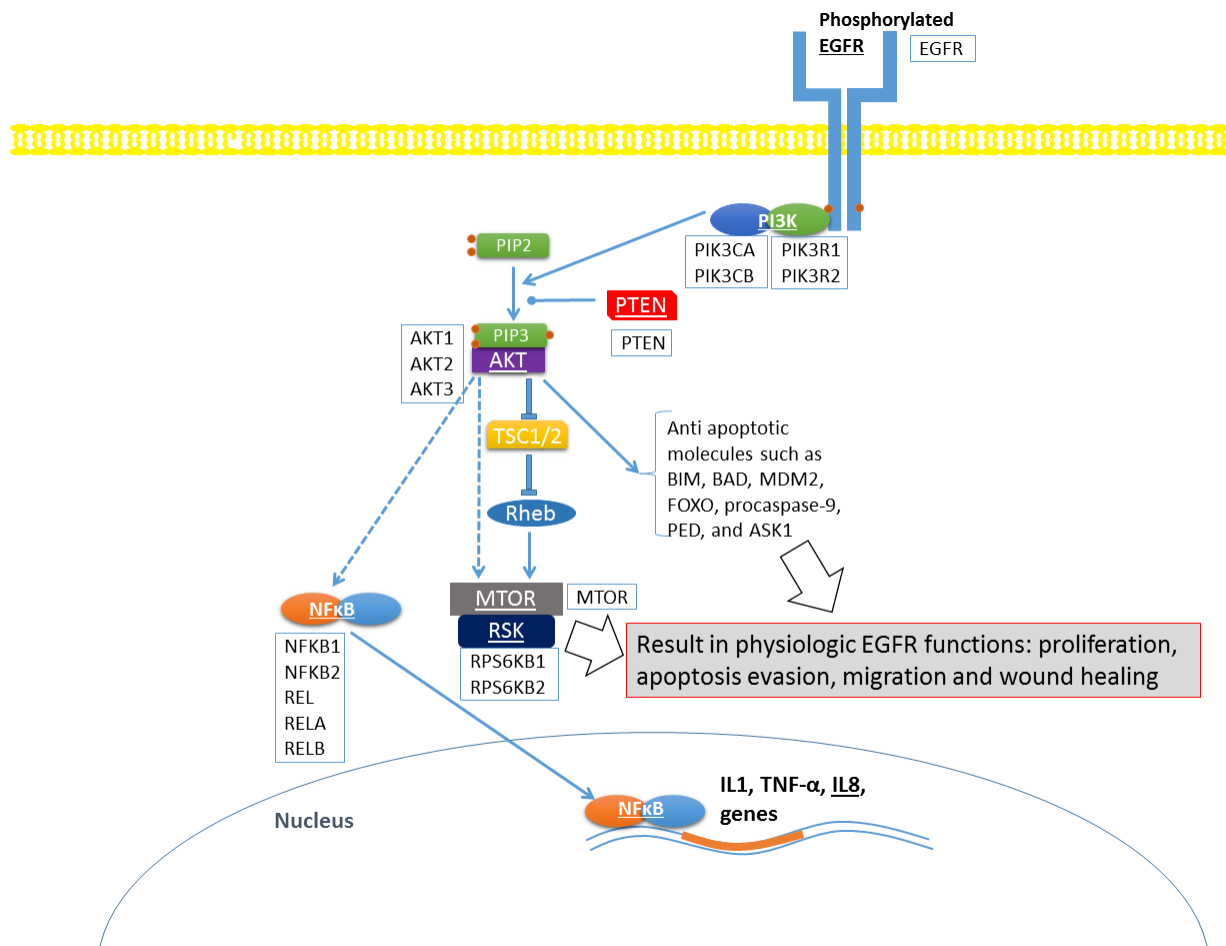 Phosphorylated
EGFR
EGFR
PI3K
PIK3CA
PIK3CB
PIK3R1
PIK3R2
PIP2
PTEN
PTEN
PIP3
AKT
AKT1
AKT2
AKT3
TSC1/2
Rheb
Anti apoptotic
molecules such as
BIM, BAD, MDM2,
FOXO, procaspase-9,
PED, and ASK1
MTOR
MTOR
RSK
RPS6KB1
RPS6KB2
NFκB
NFKB1
NFKB2
REL
RELA
RELB
Result in physiologic EGFR functions: proliferation,
apoptosis evasion, migration and wound healing
Nucleus
NFκB
IL1, TNF-α, IL8,
genes